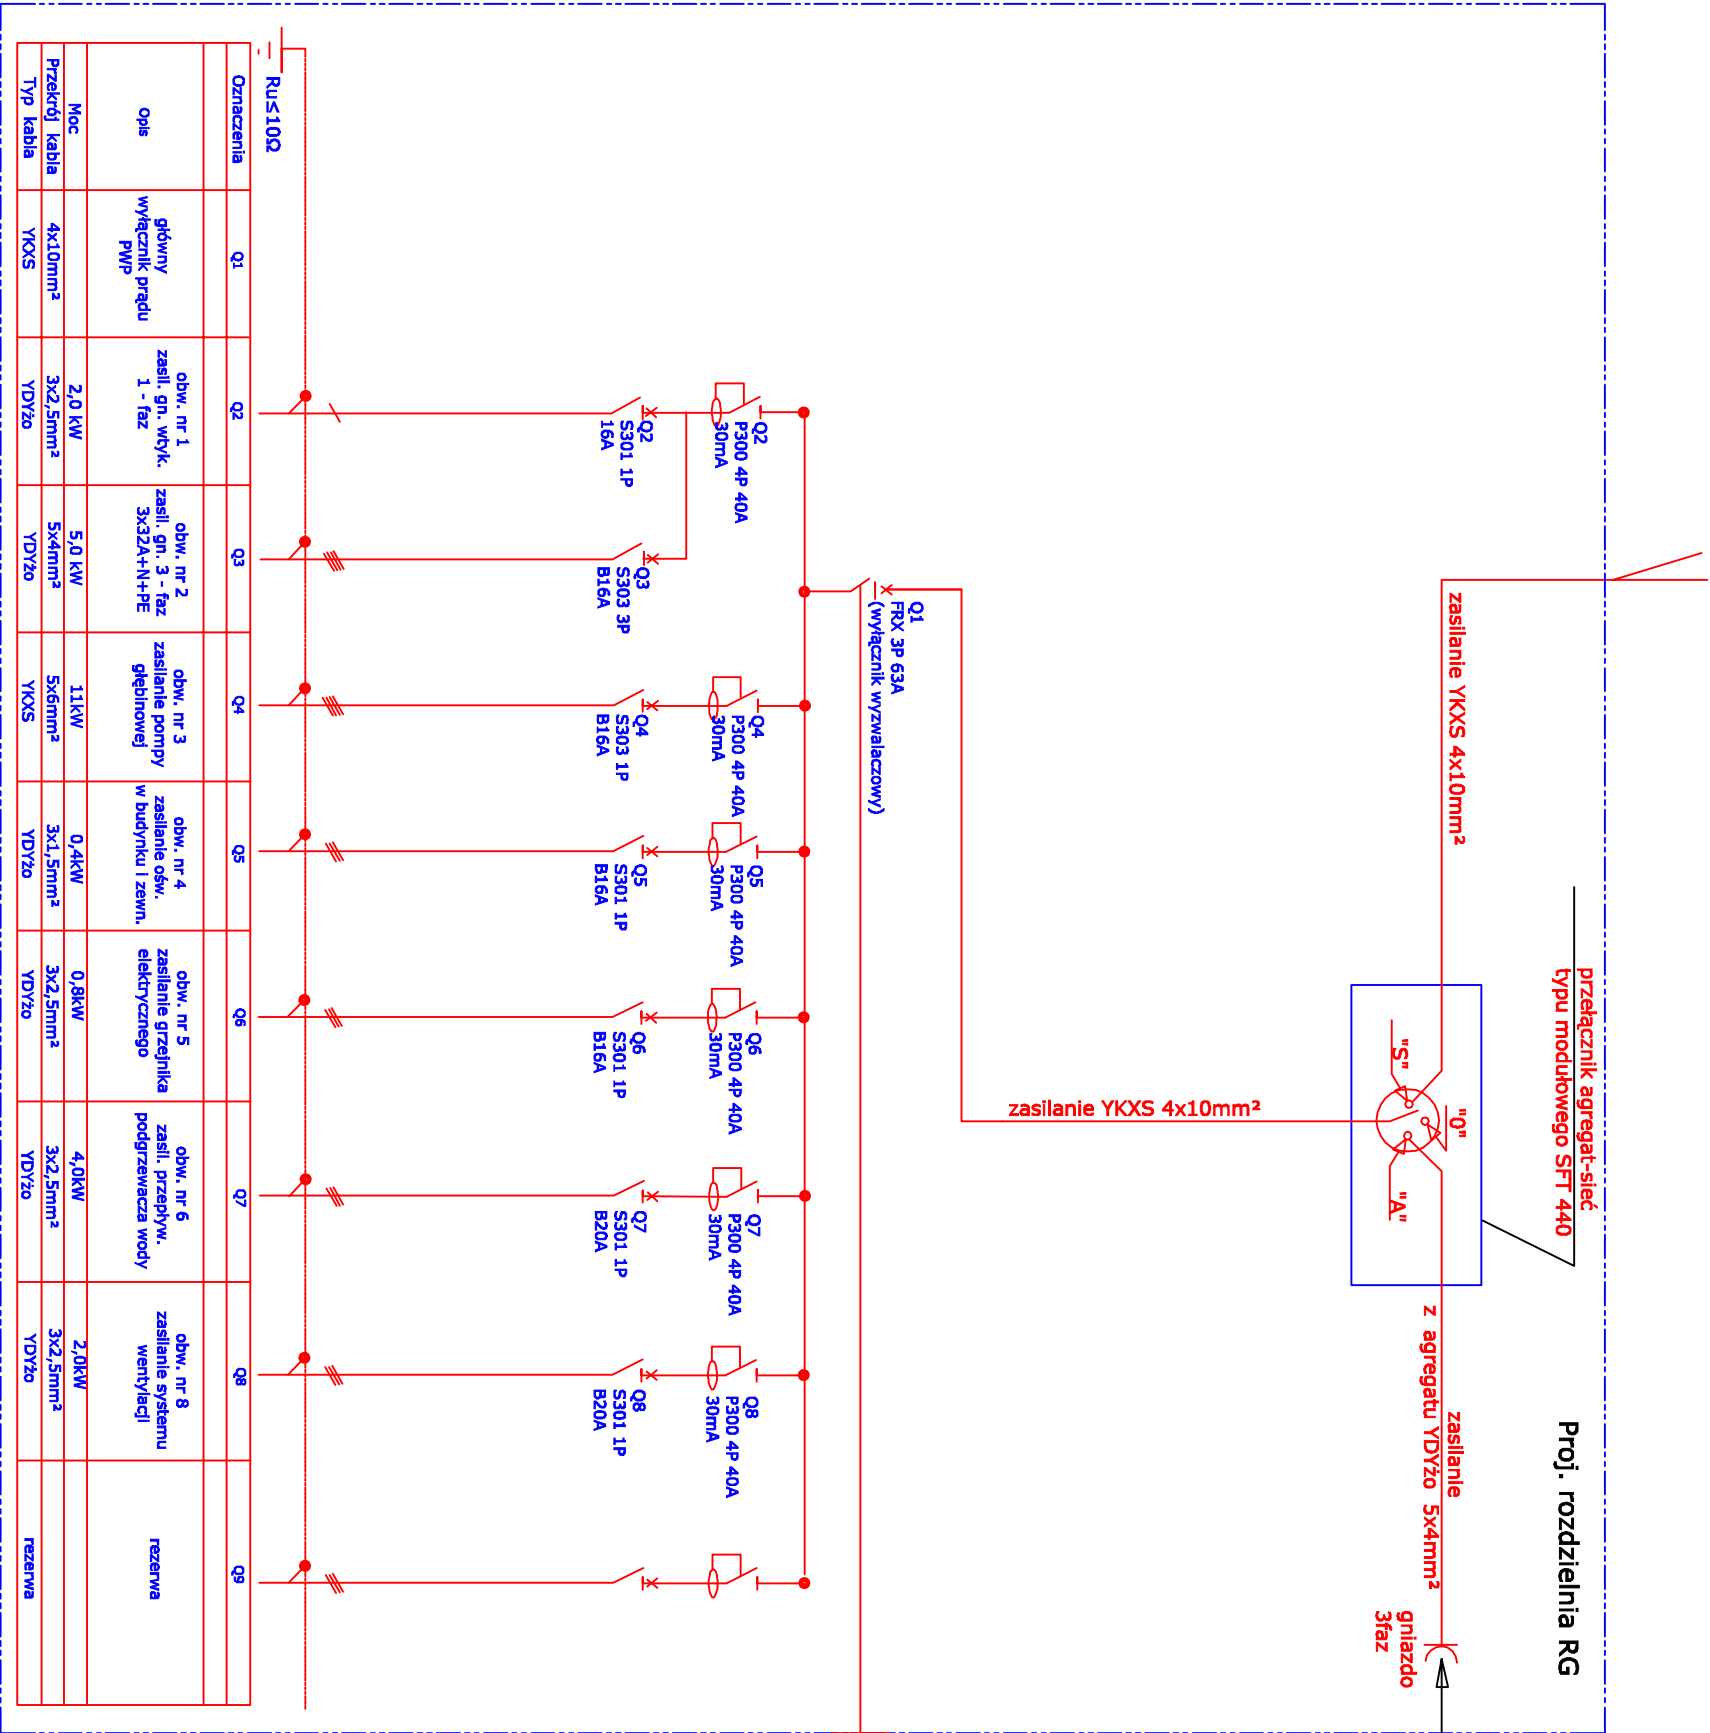 Proj. rozdzielnia RG
przełącznik agregat-sieć
typu modułowego SFT 440
zasilanie YKXS 4x10mm²
"S"
"0"
"A"
zasilanie
z agregatu YDYżo 5x4mm²
gniazdo
3faz
zasilanie YKXS 4x10mm²
Q1
FRX 3P 63A
(wyłącznik wyzwalaczowy)
Q2
P300 4P 40A
30mA
Q4
P300 4P 40A
30mA
Q5
P300 4P 40A
30mA
Q6
P300 4P 40A
30mA
Q7
P300 4P 40A
30mA
Q8
P300 4P 40A
30mA
Q2
S301 1P
16A
Q3
S303 3P
B16A
Q4
S303 1P
B16A
Q5
S301 1P
B16A
Q6
S301 1P
B16A
Q7
S301 1P
B20A
Q8
S301 1P
B20A
Ru≤10Ω
Oznaczenia Q1 Q2 Q3 Q4 Q5 Q6 Q7 Q8 Q9
Opis
główny
wyłącznik prądu
PWP
obw. nr 1
zasil. gn. wtyk.
1 - faz
obw. nr 2
zasil. gn. 3 - faz
3x32A+N+PE
obw. nr 3
zasilanie pompy
głębinowej
obw. nr 4
zasilanie ośw.
w budynku i zewn.
obw. nr 5
zasilanie grzejnika
elektrycznego
obw. nr 6
zasil. przepływ.
podgrzewacza wody
obw. nr 8
zasilanie systemu
wentylacji
rezerwa
Moc 2,0 kW 5,0 kW 11kW 0,4kW 0,8kW 4,0kW 2,0kW
Przekrój kabla 4x10mm² 3x2,5mm² 5x4mm² 5x6mm² 3x1,5mm² 3x2,5mm² 3x2,5mm² 3x2,5mm²
Typ kabla YKXS YDYżo YDYżo YKXS YDYżo YDYżo YDYżo YDYżo rezerwa